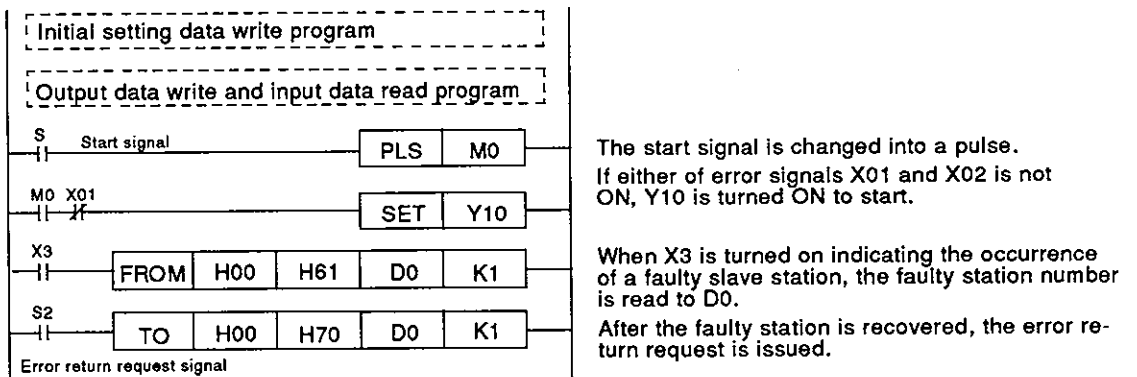 Initial setting data write program
Output data write and input data read program
S
Start signal
PLS M0
The start signal is changed into a pulse.
If either of error signals X01 and X02 is not
ON, Y10 is turned ON to start.
M0 X01
SET Y10
X3
FROM H00 H61 D0 K1
When X3 is turned on indicating the occurrence
of a faulty slave station, the faulty station number
is read to D0.
S2
TO H00 H70 D0 K1
After the faulty station is recovered, the error re-
turn request is issued.
Error return request signal